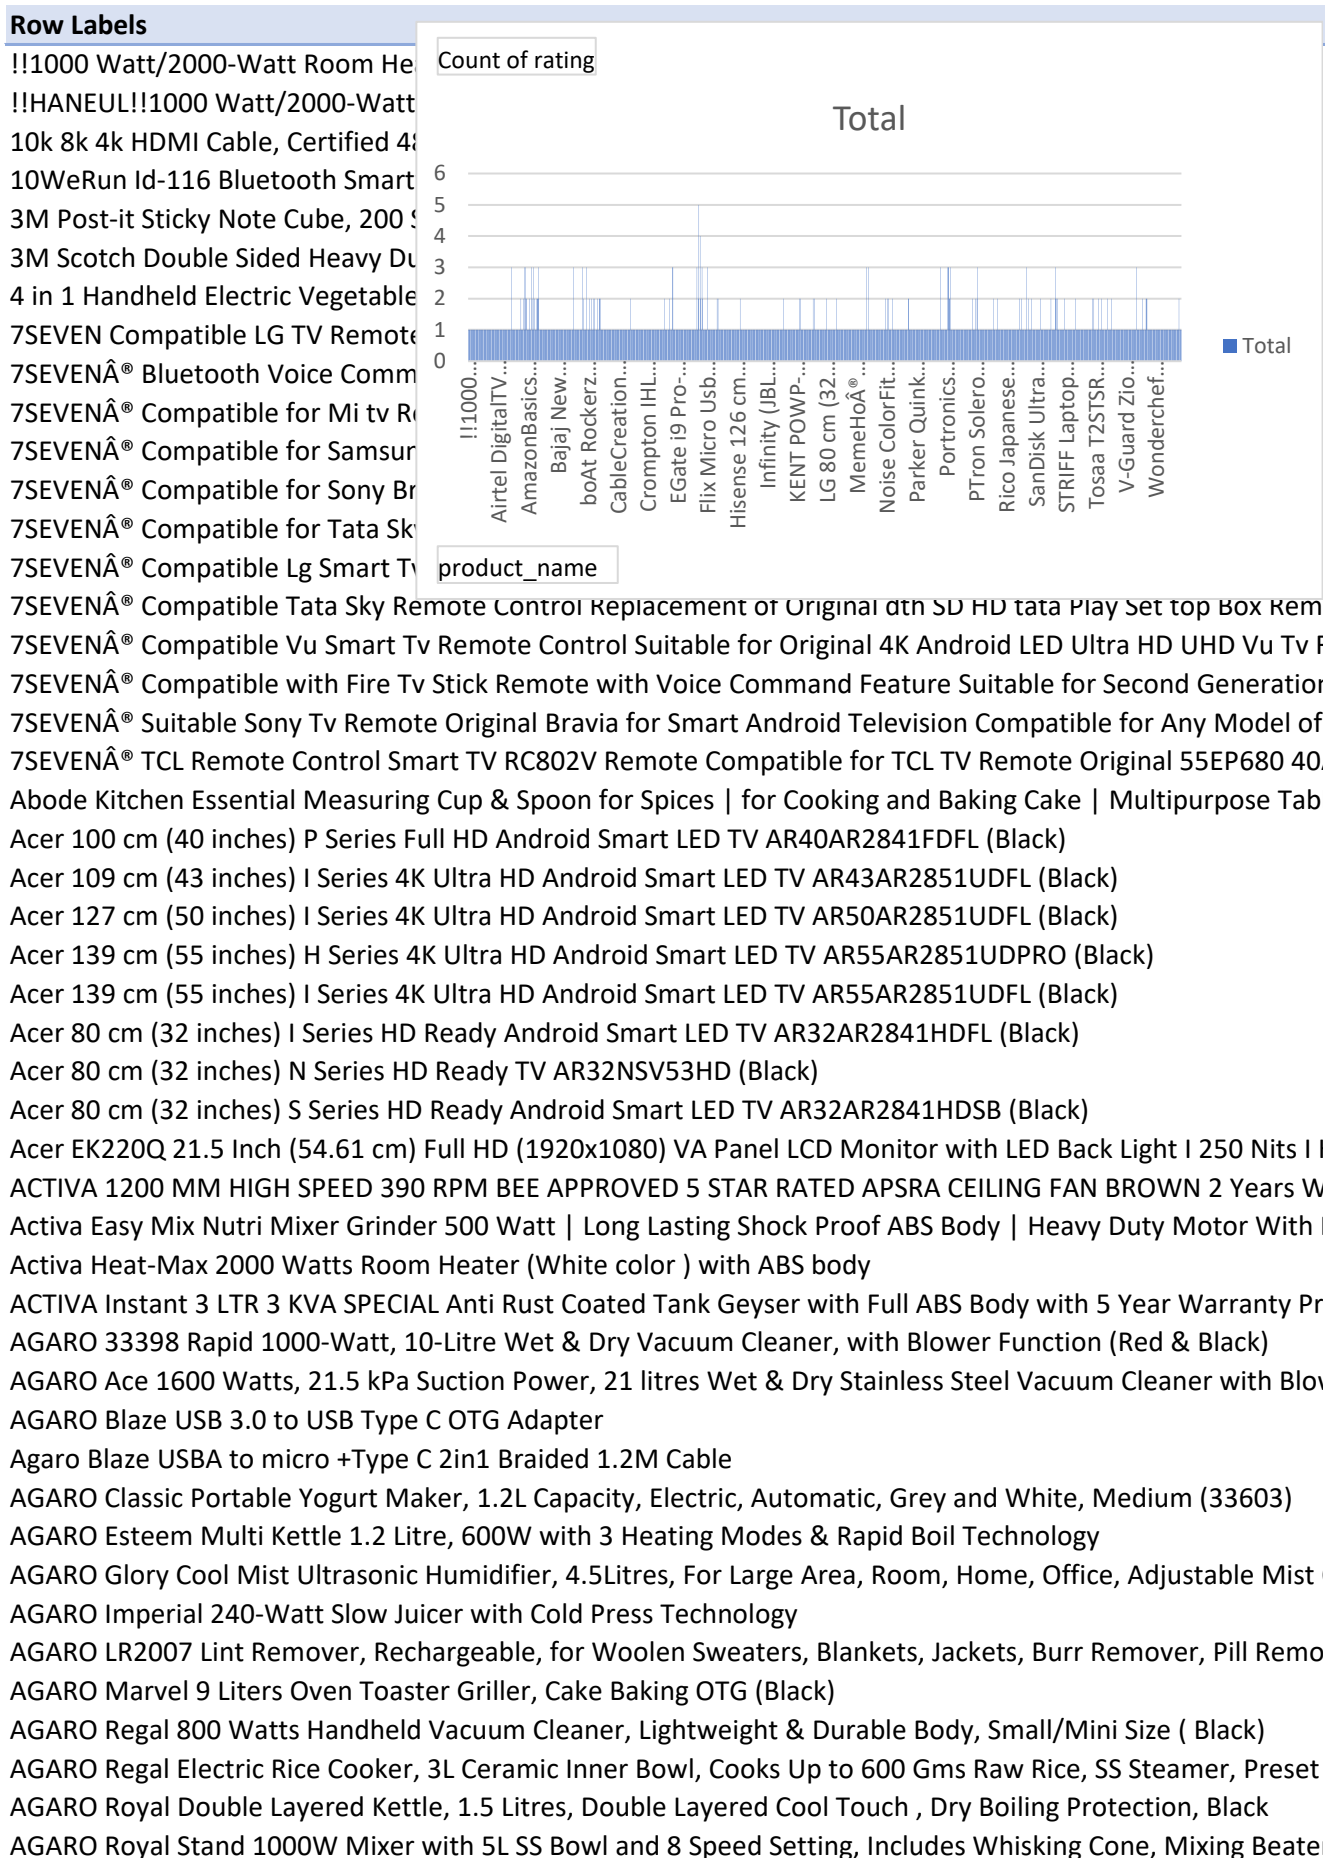 Row Labels
!!1000 Watt/2000-Watt Room
!!HANEUL!!1000 Watt/2000-Watt
10k 8k 4k HDMI Cable, Certified
10WeRun Id-116 Bluetooth Smart
3M Post-it Sticky Note Cube, 200
3M Scotch Double Sided Heavy
4 in 1 Handheld Electric Vegetable
7SEVEN Compatible LG TV Remote
7SEVENÂ® Bluetooth Voice
7SEVENÂ® Compatible for Mi tv
7SEVENÂ® Compatible for
7SEVENÂ® Compatible for Sony
7SEVENÂ® Compatible for Tata
7SEVENÂ® Compatible Lg Smart
Count of rating
Total
6
5
4
3
2
1
0
!!1000...
Airtel DigitalTV...
AmazonBasics...
Bajaj New...
boAt Rockerz...
CableCreation...
Crompton IHL...
EGate i9 Pro-...
Flix Micro Usb...
Hisense 126 cm...
Infinity (JBL...
KENT POWP-...
LG 80 cm (32...
MemeHoÂ®...
Noise ColorFit...
Parker Quink...
Portronics...
PTron Solero...
Rico Japanese...
SanDisk Ultra...
STRIFF Laptop...
Tosaa T2STSR...
V-Guard Zio...
Wonderchef...
Total
product_name
7SEVENÂ® Compatible Tata Sky Remote Control Replacement of Original dth SD HD tata Play Set top Box
7SEVENÂ® Compatible Vu Smart Tv Remote Control Suitable for Original 4K Android LED Ultra HD UHD Vu Tv
7SEVENÂ® Compatible with Fire Tv Stick Remote with Voice Command Feature Suitable for Second Generation
7SEVENÂ® Suitable Sony Tv Remote Original Bravia for Smart Android Television Compatible for Any Model of
7SEVENÂ® TCL Remote Control Smart TV RC802V Remote Compatible for TCL TV Remote Original 55EP680
Abode Kitchen Essential Measuring Cup & Spoon for Spices | for Cooking and Baking Cake | Multipurpose
Acer 100 cm (40 inches) P Series Full HD Android Smart LED TV AR40AR2841FDFL (Black)
Acer 109 cm (43 inches) I Series 4K Ultra HD Android Smart LED TV AR43AR2851UDFL (Black)
Acer 127 cm (50 inches) I Series 4K Ultra HD Android Smart LED TV AR50AR2851UDFL (Black)
Acer 139 cm (55 inches) H Series 4K Ultra HD Android Smart LED TV AR55AR2851UDPRO (Black)
Acer 139 cm (55 inches) I Series 4K Ultra HD Android Smart LED TV AR55AR2851UDFL (Black)
Acer 80 cm (32 inches) I Series HD Ready Android Smart LED TV AR32AR2841HDFL (Black)
Acer 80 cm (32 inches) N Series HD Ready TV AR32NSV53HD (Black)
Acer 80 cm (32 inches) S Series HD Ready Android Smart LED TV AR32AR2841HDSB (Black)
Acer EK220Q 21.5 Inch (54.61 cm) Full HD (1920x1080) VA Panel LCD Monitor with LED Back Light I 250 Nits I
ACTIVA 1200 MM HIGH SPEED 390 RPM BEE APPROVED 5 STAR RATED APSRA CEILING FAN BROWN 2 Years
Activa Easy Mix Nutri Mixer Grinder 500 Watt | Long Lasting Shock Proof ABS Body | Heavy Duty Motor With
Activa Heat-Max 2000 Watts Room Heater (White color ) with ABS body
ACTIVA Instant 3 LTR 3 KVA SPECIAL Anti Rust Coated Tank Geyser with Full ABS Body with 5 Year Warranty
AGARO 33398 Rapid 1000-Watt, 10-Litre Wet & Dry Vacuum Cleaner, with Blower Function (Red & Black)
AGARO Ace 1600 Watts, 21.5 kPa Suction Power, 21 litres Wet & Dry Stainless Steel Vacuum Cleaner with
AGARO Blaze USB 3.0 to USB Type C OTG Adapter
Agaro Blaze USBA to micro +Type C 2in1 Braided 1.2M Cable
AGARO Classic Portable Yogurt Maker, 1.2L Capacity, Electric, Automatic, Grey and White, Medium (33603)
AGARO Esteem Multi Kettle 1.2 Litre, 600W with 3 Heating Modes & Rapid Boil Technology
AGARO Glory Cool Mist Ultrasonic Humidifier, 4.5Litres, For Large Area, Room, Home, Office, Adjustable Mist
AGARO Imperial 240-Watt Slow Juicer with Cold Press Technology
AGARO LR2007 Lint Remover, Rechargeable, for Woolen Sweaters, Blankets, Jackets, Burr Remover, Pill
AGARO Marvel 9 Liters Oven Toaster Griller, Cake Baking OTG (Black)
AGARO Regal 800 Watts Handheld Vacuum Cleaner, Lightweight & Durable Body, Small/Mini Size ( Black)
AGARO Regal Electric Rice Cooker, 3L Ceramic Inner Bowl, Cooks Up to 600 Gms Raw Rice, SS Steamer, Preset
AGARO Royal Double Layered Kettle, 1.5 Litres, Double Layered Cool Touch , Dry Boiling Protection, Black
AGARO Royal Stand 1000W Mixer with 5L SS Bowl and 8 Speed Setting, Includes Whisking Cone, Mixing